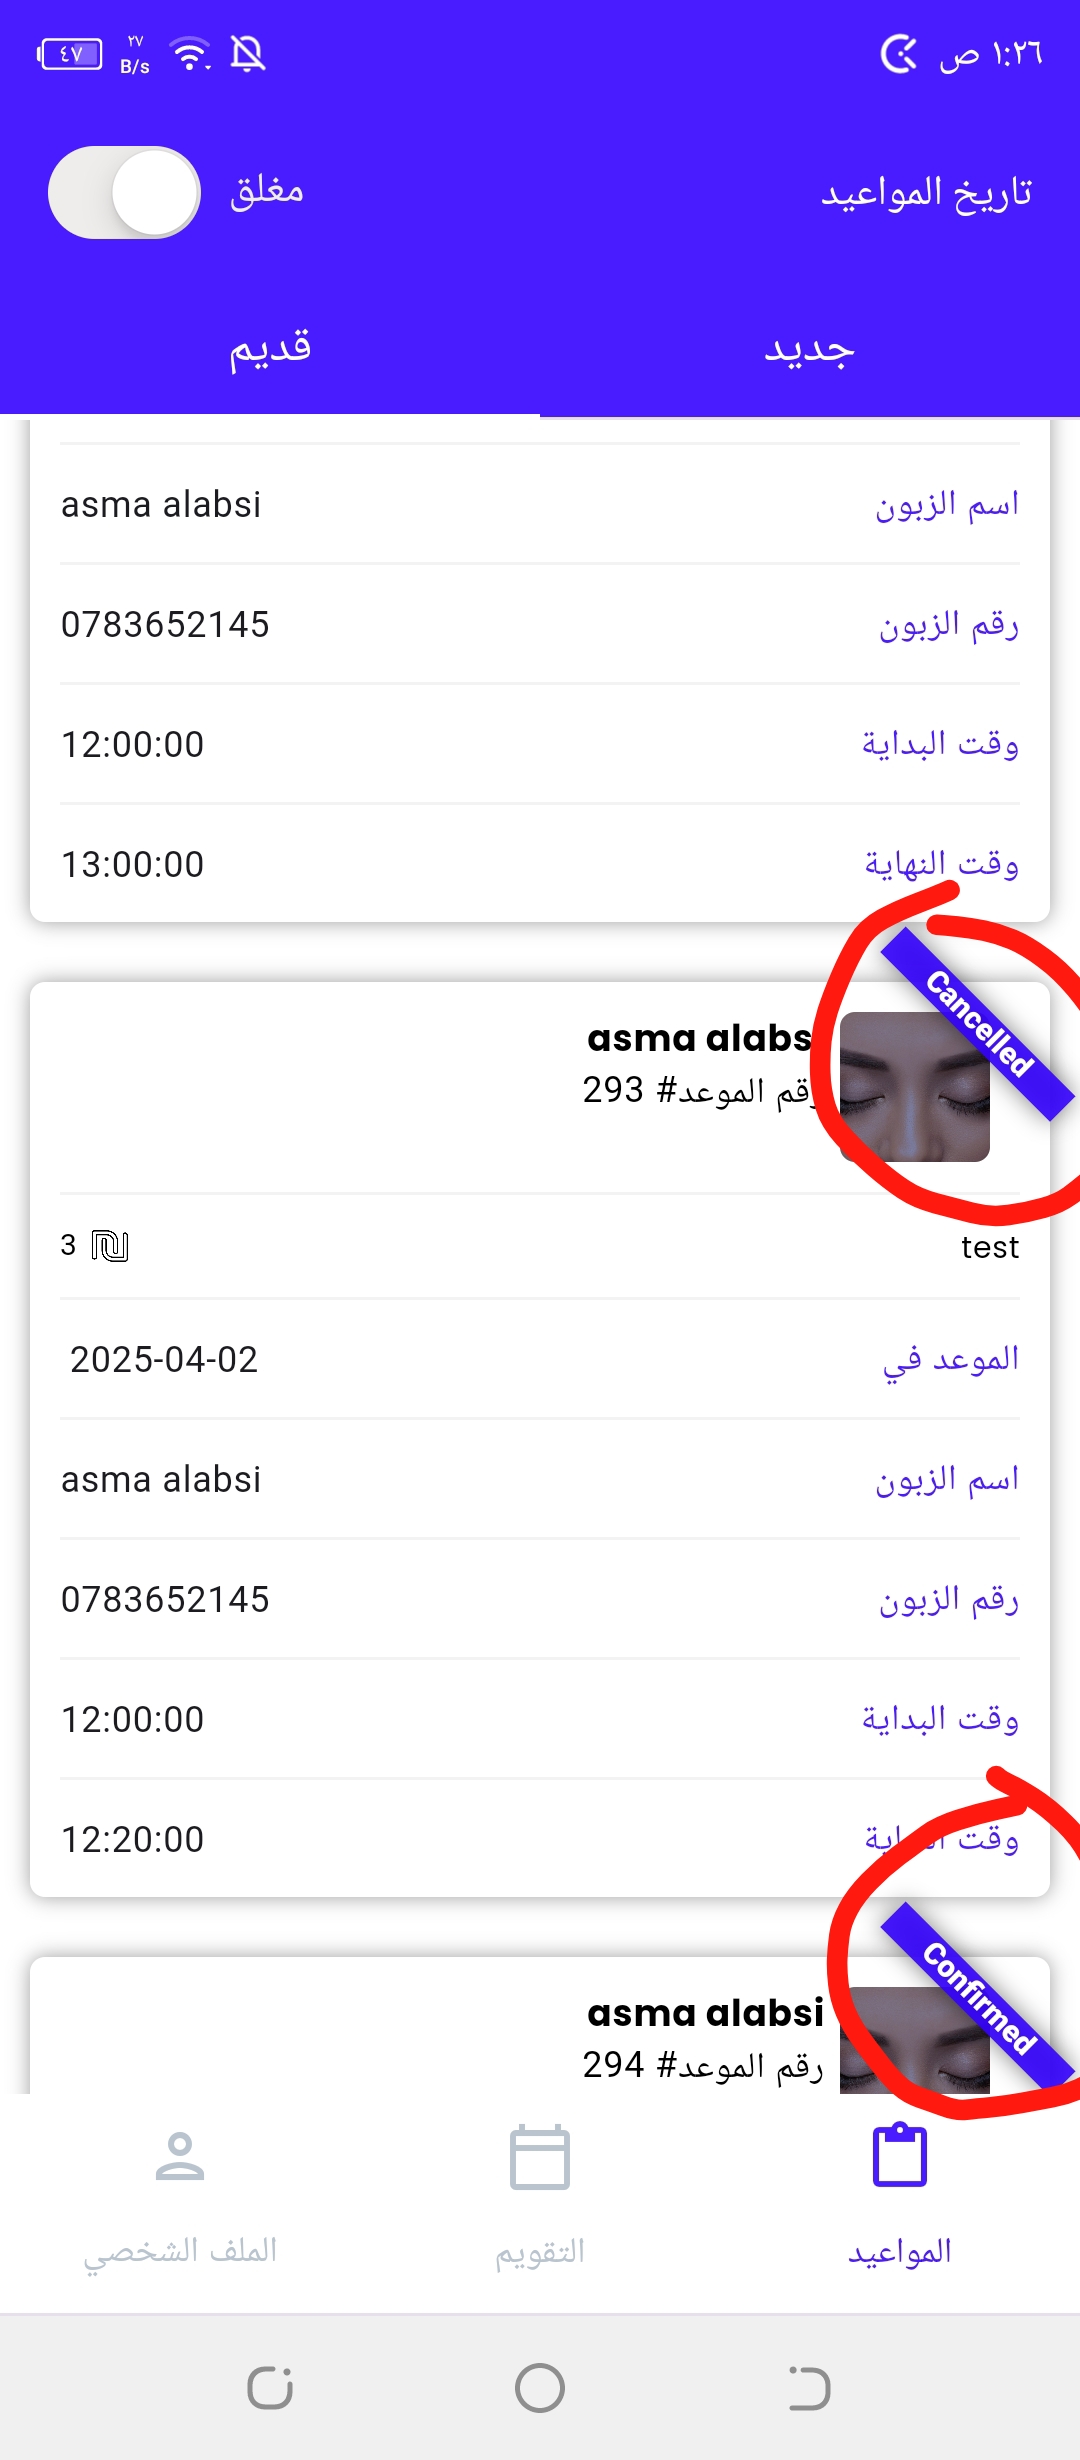 ١:٢٦ ص
٢٧ B/s
٤٧
تاريخ المواعيد
مغلق
جديد
قديم
اسم الزبون asma alabsi
رقم الزبون 0783652145
وقت البداية 12:00:00
وقت النهاية 13:00:00
Cancelled
asma alabs
رقم الموعد# 293
test
3 ₪
الموعد في 2025-04-02
اسم الزبون asma alabsi
رقم الزبون 0783652145
وقت البداية 12:00:00
وقت النهاية 12:20:00
Confirmed
asma alabsi
رقم الموعد# 294
المواعيد
التقويم
الملف الشخصي